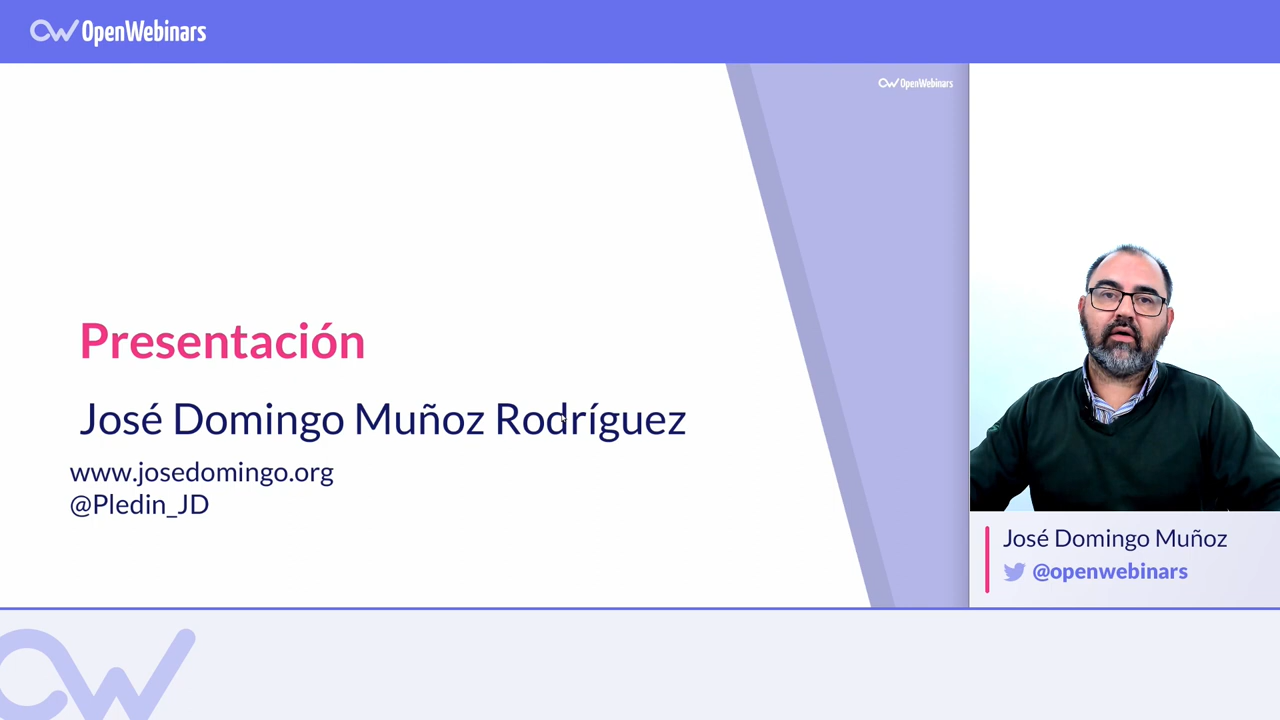 OpenWebinars
OpenWebinars
Presentación
José Domingo Muñoz Rodríguez
www.josedomingo.org
@Pledin_JD
José Domingo Muñoz
@openwebinars